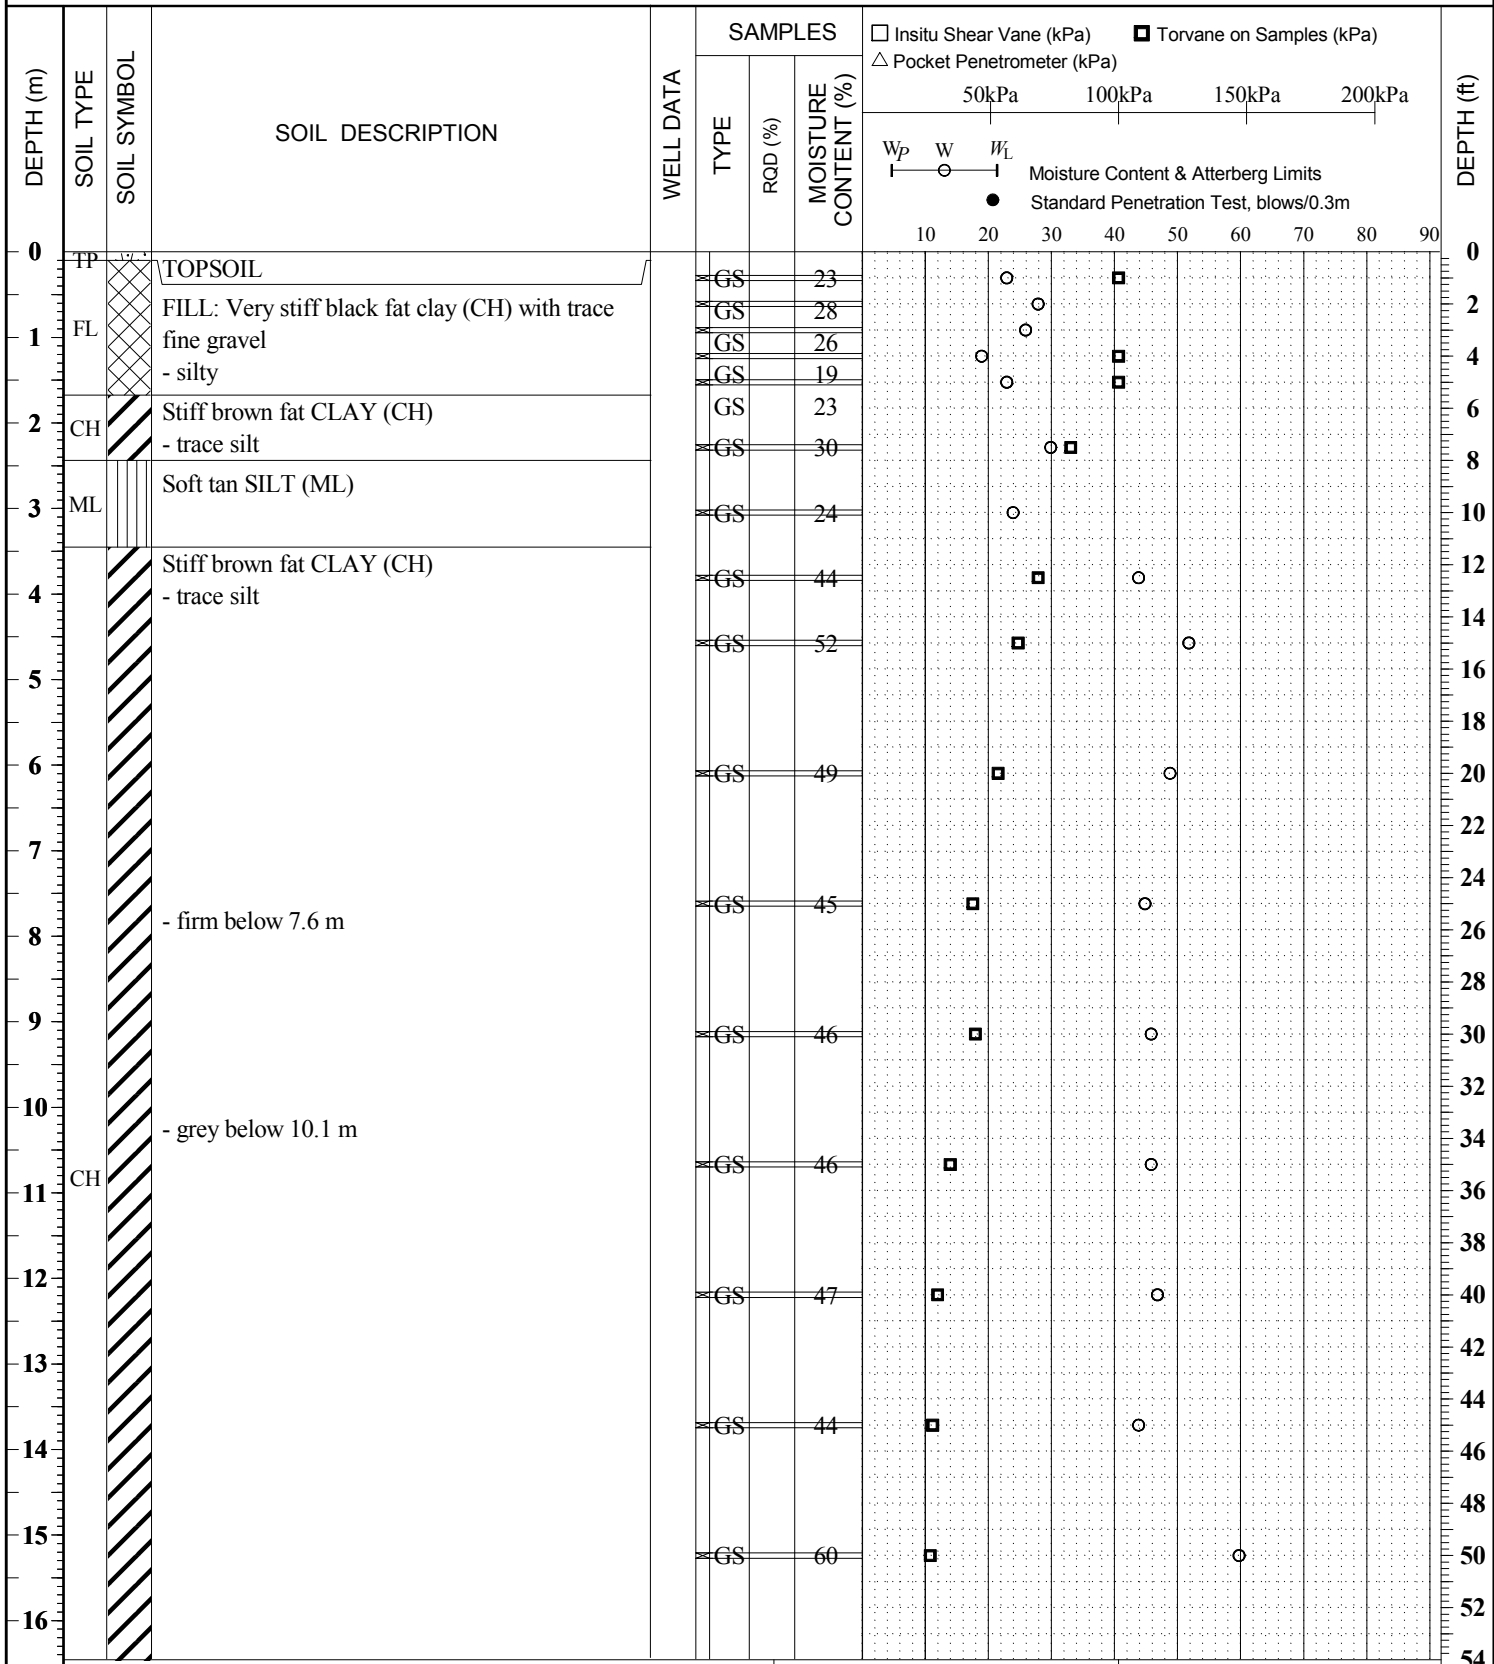 SAMPLES
Insitu Shear Vane (kPa) Torvane on Samples (kPa)
Pocket Penetrometer (kPa)
50kPa 100kPa 150kPa 200kPa
DEPTH (m)
SOIL TYPE
SOIL SYMBOL
SOIL DESCRIPTION
WELL DATA
TYPE
RQD (%)
MOISTURE
CONTENT (%)
DEPTH (ft)
WP W WL
Moisture Content & Atterberg Limits
Standard Penetration Test, blows/0.3m
10 20 30 40 50 60 70 80 90
0 0
TP TOPSOIL GS 23
2
FL FILL: Very stiff black fat clay (CH) with trace GS 28
1 fine gravel GS 26
4
- silty GS 19
6
CH Stiff brown fat CLAY (CH) GS 23
2 - trace silt GS 30
8
ML Soft tan SILT (ML)
3 GS 24 10
Stiff brown fat CLAY (CH) GS 44 12
4 - trace silt
14
GS 52
16
5
18
6 GS 49 20
22
7
24
GS 45
8 - firm below 7.6 m 26
28
9 GS 46 30
32
10
- grey below 10.1 m
34
GS 46
CH
11 36
38
12 GS 47 40
42
13
44
GS 44
14 46
48
15 GS 60 50
52
16
54